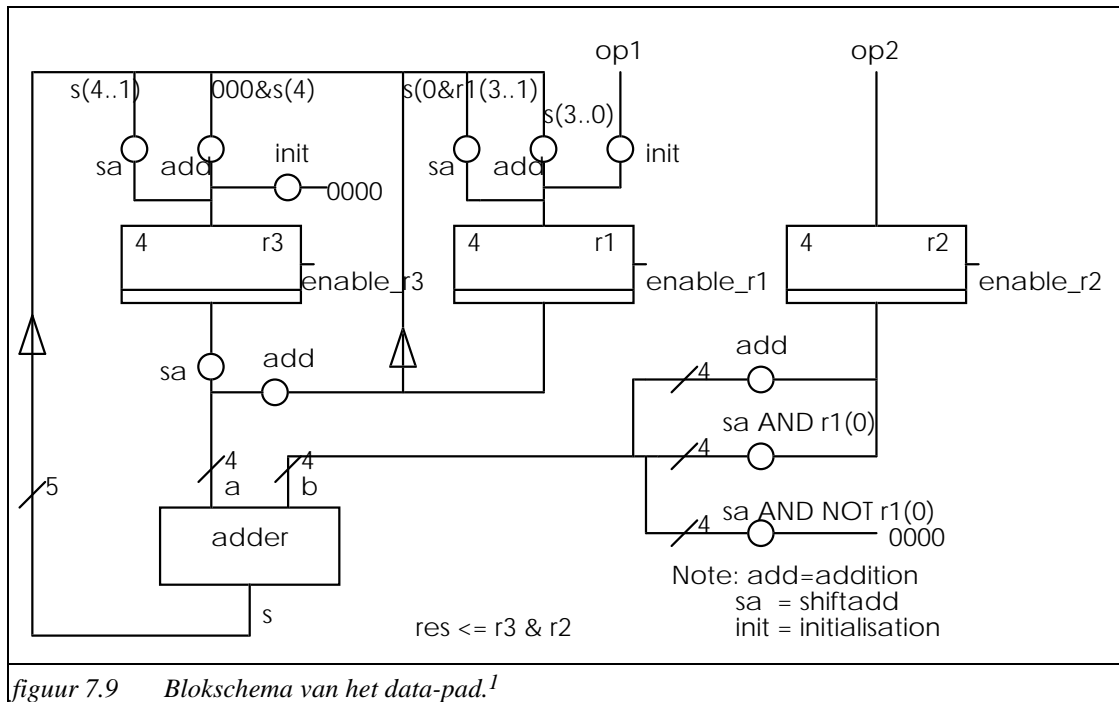 op1
op2
s(4..1)
000&s(4)
s(0&r1(3..1)
s(3..0)
sa
add
init
0000
sa
add
init
4
r3
enable_r3
4
r1
enable_r1
4
r2
enable_r2
sa
add
add
4
sa AND r1(0)
4
sa AND NOT r1(0)
4
0000
5
4
a
4
b
adder
s
res <= r3 & r2
Note: add=addition
sa = shiftadd
init = initialisation
figuur 7.9 Blokschema van het data-pad.1